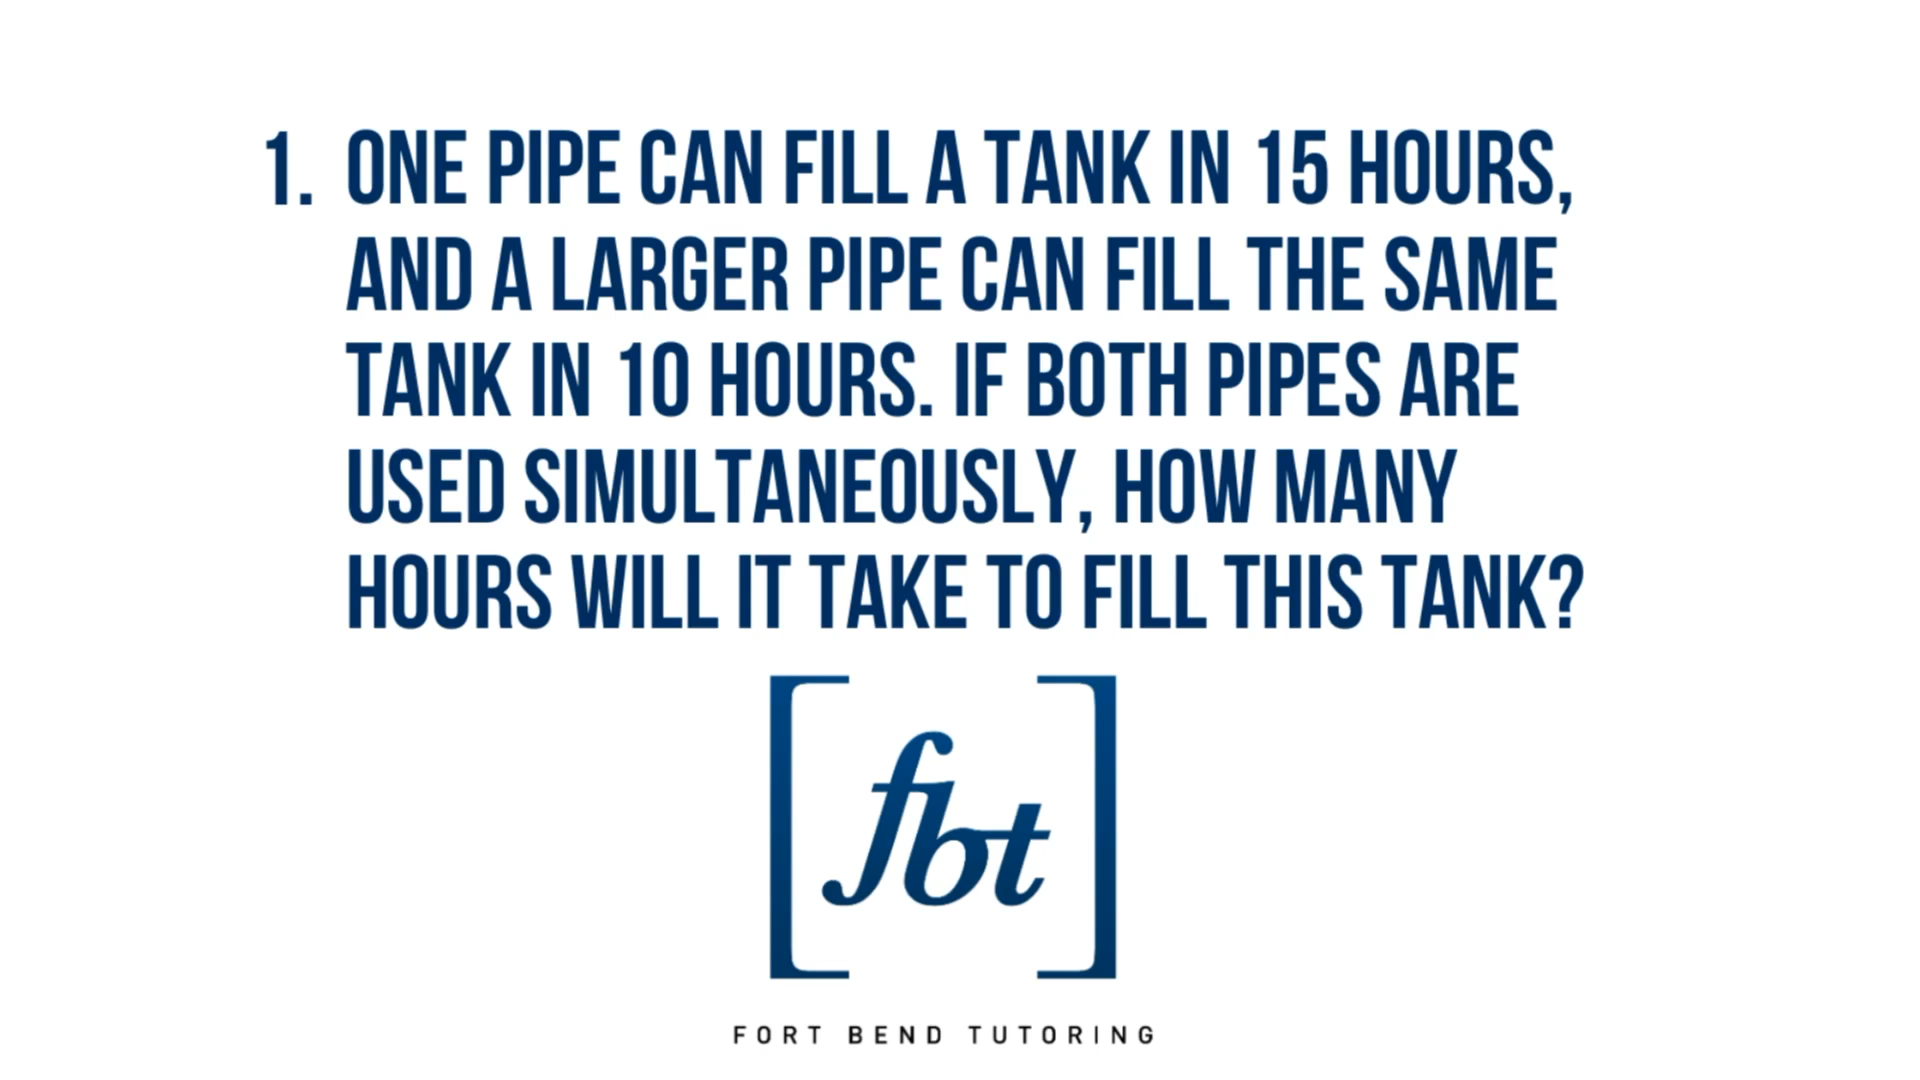 1. ONE PIPE CAN FILL A TANK IN 15 HOURS,
AND A LARGER PIPE CAN FILL THE SAME
TANK IN 10 HOURS. IF BOTH PIPES ARE
USED SIMULTANEOUSLY, HOW MANY
HOURS WILL IT TAKE TO FILL THIS TANK?
fbt
FORT BEND TUTORING